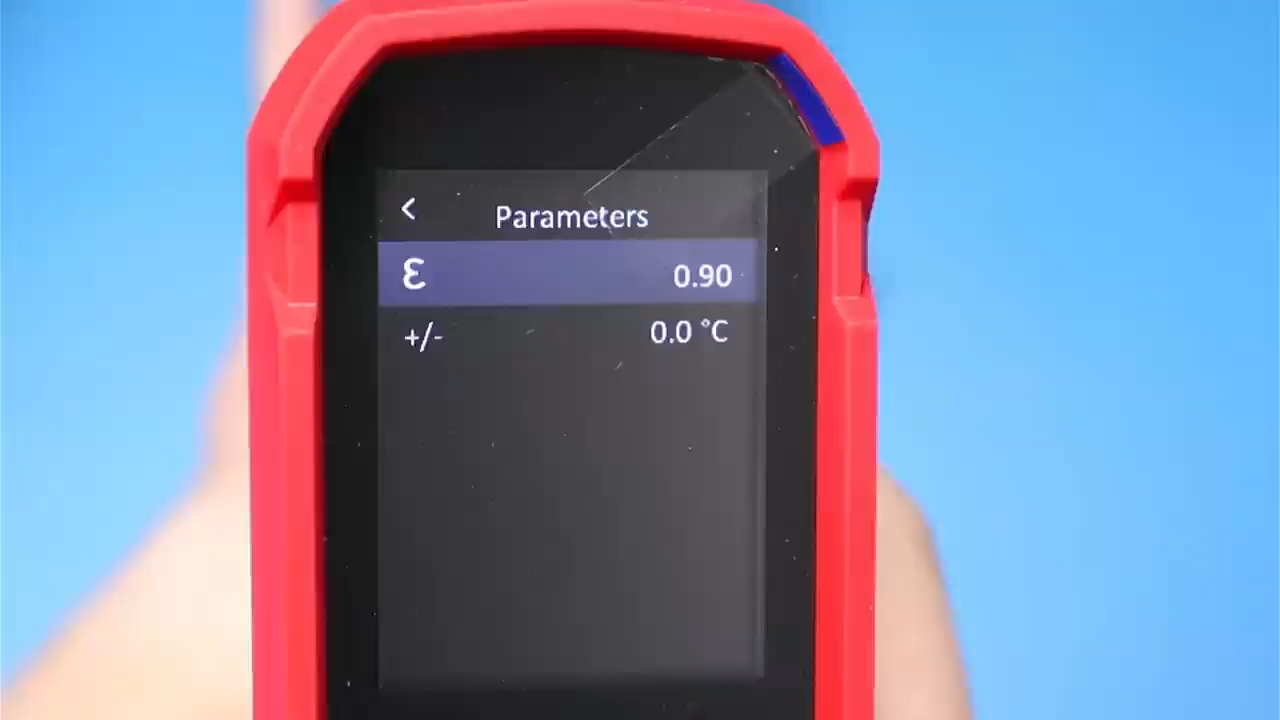 < Parameters
ε 0.90
+/- 0.0 °C